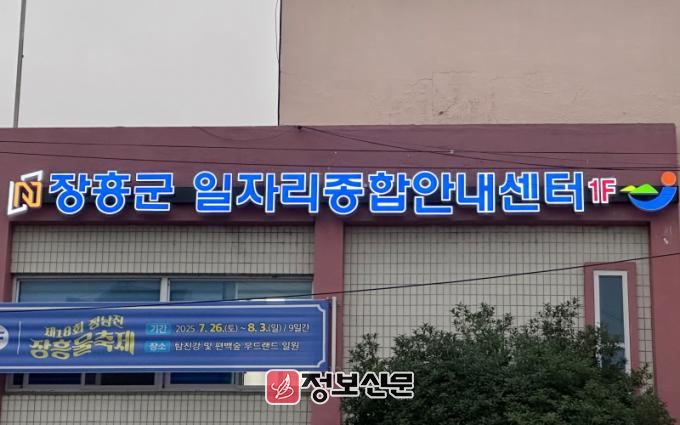 장흥군 일자리종합안내센터 1F
제18회 정남진
장흥물축제
기간 2025 7. 26.(토) ~ 8. 3.(일) / 9일간
장소 탐진강 및 편백숲 우드랜드 일원
정보신문